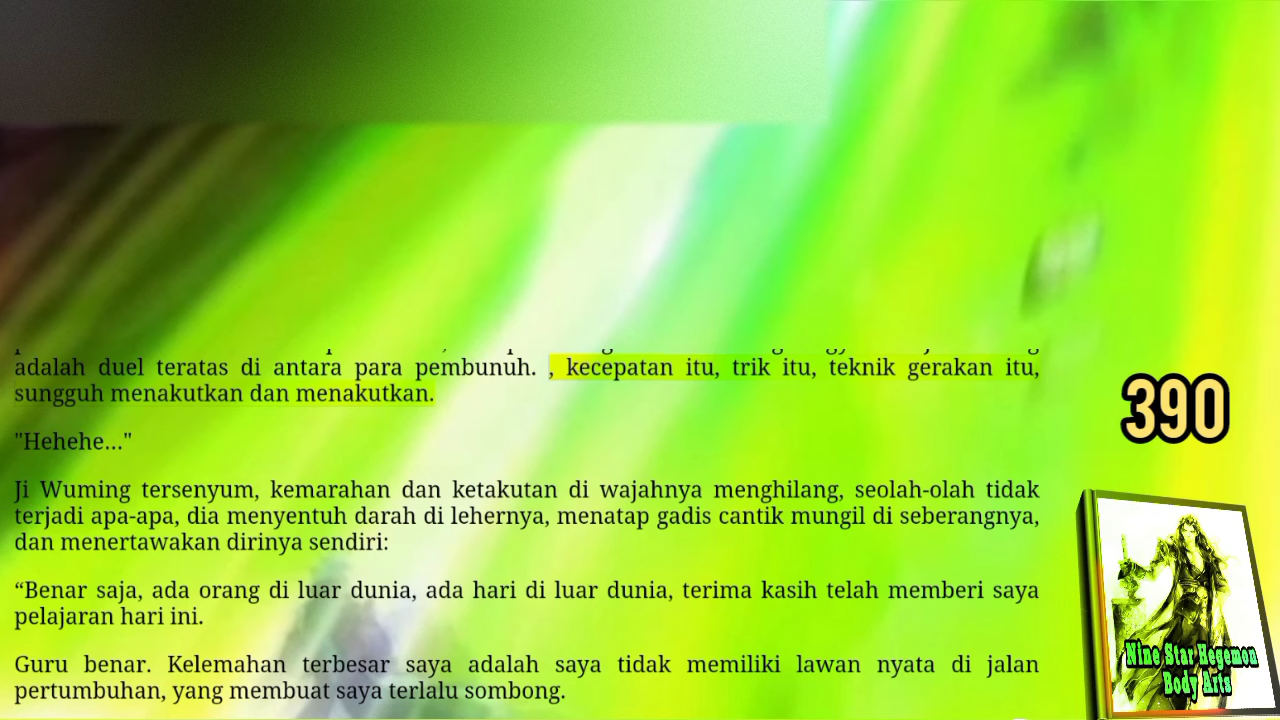 adalah duel teratas di antara para pembunuh. , kecepatan itu, trik itu, teknik gerakan itu,
sungguh menakutkan dan menakutkan.
"Hehehe..."
Ji Wuming tersenyum, kemarahan dan ketakutan di wajahnya menghilang, seolah-olah tidak
terjadi apa-apa, dia menyentuh darah di lehernya, menatap gadis cantik mungil di seberangnya,
dan menertawakan dirinya sendiri:
“Benar saja, ada orang di luar dunia, ada hari di luar dunia, terima kasih telah memberi saya
pelajaran hari ini.
Guru benar. Kelemahan terbesar saya adalah saya tidak memiliki lawan nyata di jalan
pertumbuhan, yang membuat saya terlalu sombong.
390
Nine Star Hegemon
Body Arts